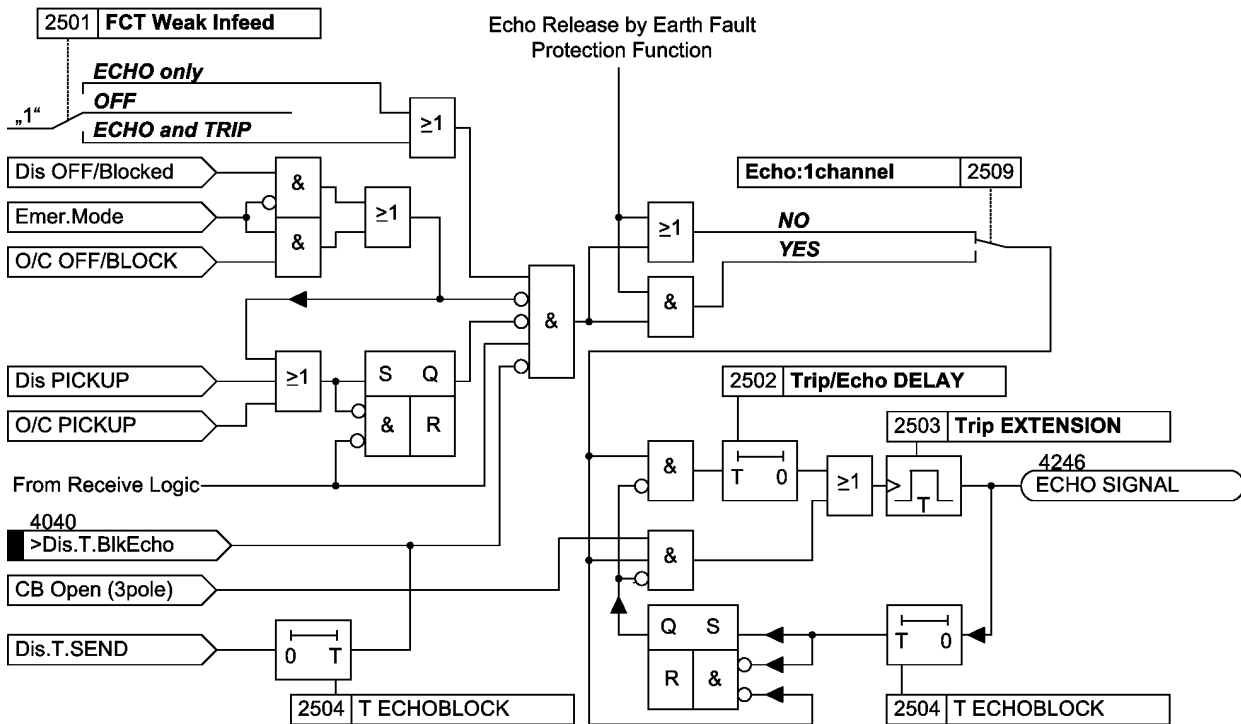 2501 FCT Weak Infeed
Echo Release by Earth Fault
Protection Function
ECHO only
OFF
„1“
ECHO and TRIP
≥1
Dis OFF/Blocked
&
Emer.Mode
≥1
&
O/C OFF/BLOCK
Echo:1channel 2509
≥1
NO
YES
&
&
Dis PICKUP
≥1
S Q
O/C PICKUP
& R
2502 Trip/Echo DELAY
2503 Trip EXTENSION
From Receive Logic
&
T 0
≥1
T
4246
ECHO SIGNAL
4040
>Dis.T.BlkEcho
&
CB Open (3pole)
Dis.T.SEND
0 T
Q S
R &
T 0
2504 T ECHOBLOCK
2504 T ECHOBLOCK